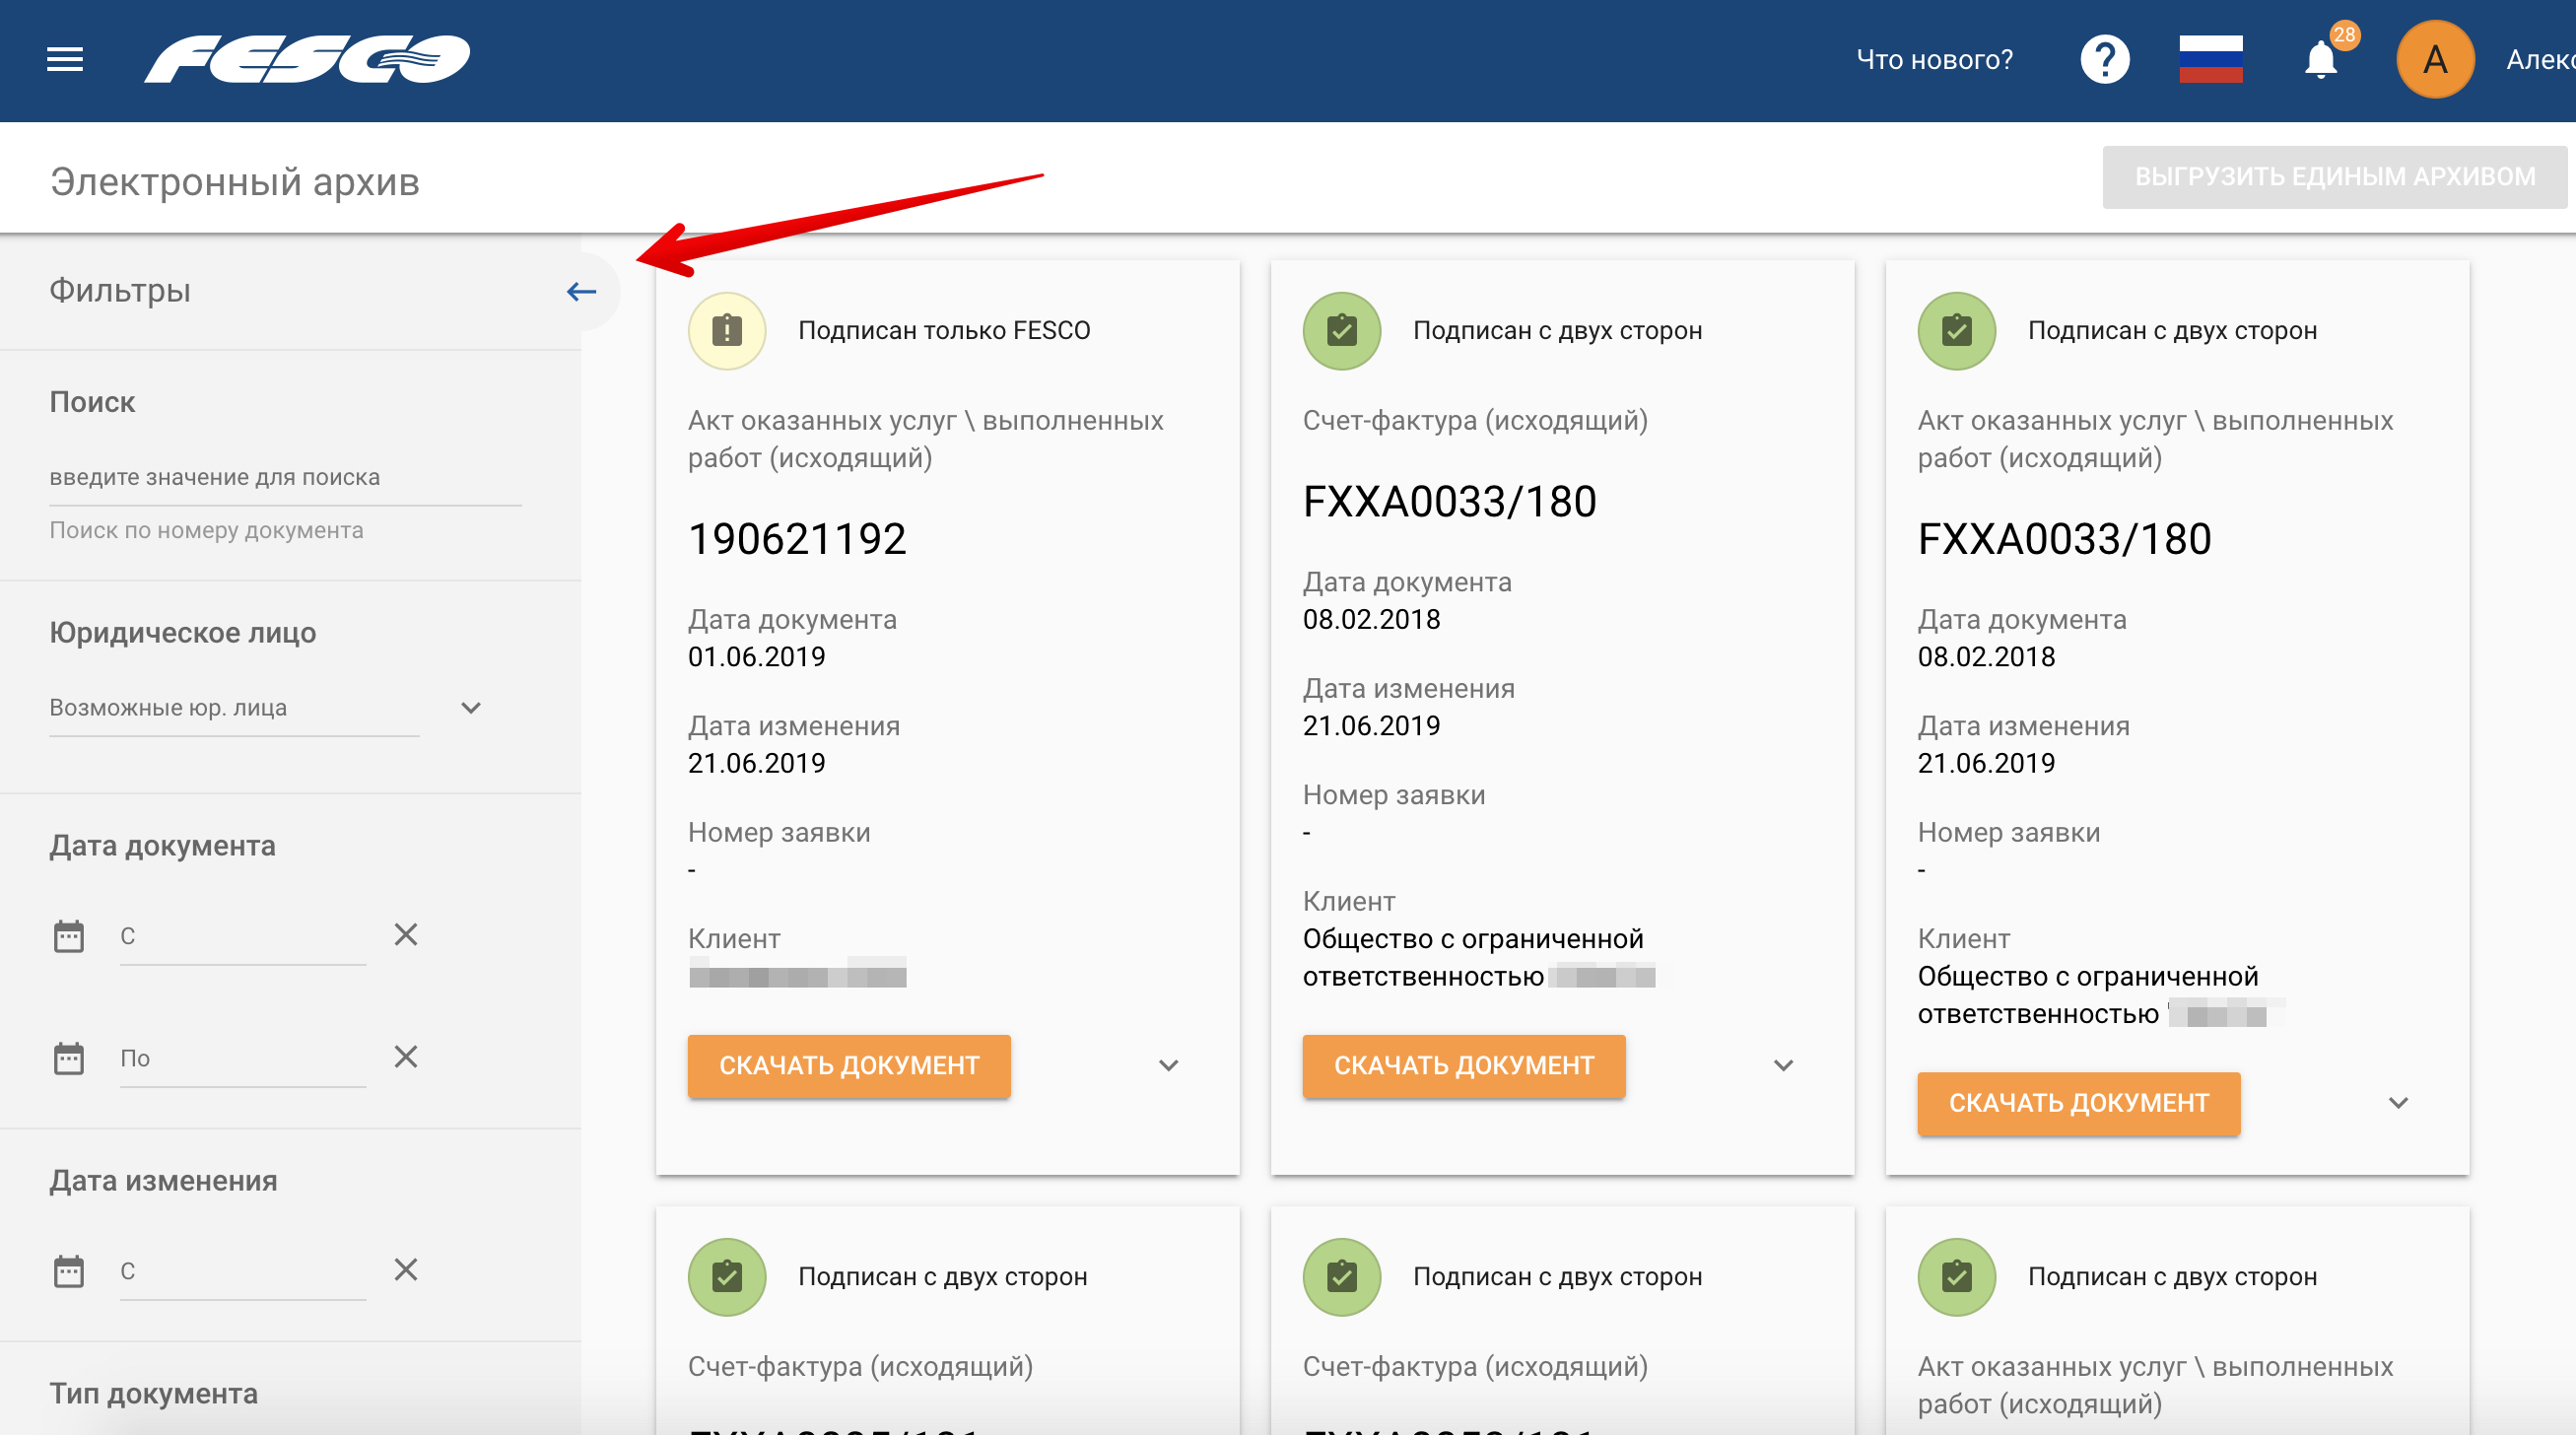 FESCO
Что нового?
28
А
Алекс
Электронный архив
ВЫГРУЗИТЬ ЕДИНЫМ АРХИВОМ
Фильтры
Поиск
введите значение для поиска
Поиск по номеру документа
Юридическое лицо
Возможные юр. лица
Дата документа
С
По
Дата изменения
С
Тип документа
Подписан только FESCO
Акт оказанных услуг \ выполненных
работ (исходящий)
190621192
Дата документа
01.06.2019
Дата изменения
21.06.2019
Номер заявки
-
Клиент
СКАЧАТЬ ДОКУМЕНТ
Подписан с двух сторон
Счет-фактура (исходящий)
FXXA0033/180
Дата документа
08.02.2018
Дата изменения
21.06.2019
Номер заявки
-
Клиент
Общество с ограниченной
ответственностью
СКАЧАТЬ ДОКУМЕНТ
Подписан с двух сторон
Акт оказанных услуг \ выполненных
работ (исходящий)
FXXA0033/180
Дата документа
08.02.2018
Дата изменения
21.06.2019
Номер заявки
-
Клиент
Общество с ограниченной
ответственностью
СКАЧАТЬ ДОКУМЕНТ
Подписан с двух сторон
Счет-фактура (исходящий)
Подписан с двух сторон
Счет-фактура (исходящий)
Подписан с двух сторон
Акт оказанных услуг \ выполненных
работ (исходящий)